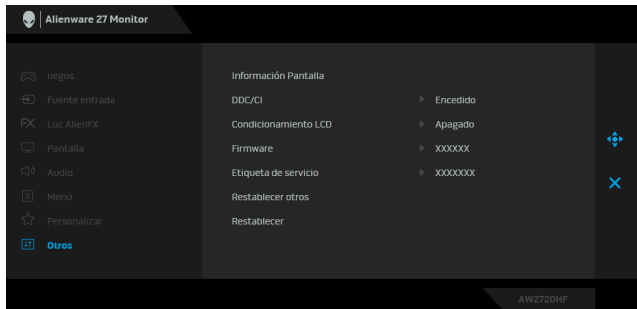 Alienware 27 Monitor
uegos
Información Pantalla
Fuente entrada
DDC/CI
Encedido
FX
Luz AlienFX
Condicionamiento LCD
Apagado
Pantalla
Firmware
XXXXXX
Audio
Etiqueta de servicio
XXXXXXX
Menú
Restablecer otros
Personalizar
Restablecer
Otros
AW2720HF